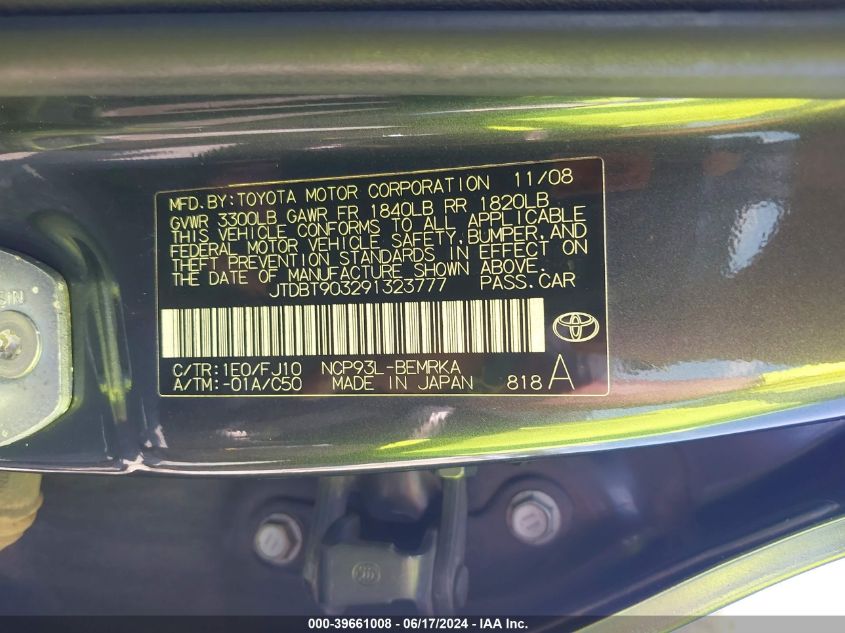 MFD.BY:TOYOTA MOTOR CORPORATION 11/08
GVWR 3300LB GAWR FR 1840LB RR 1820LB
THIS VEHICLE CONFORMS TO ALL APPLICABLE
FEDERAL MOTOR VEHICLE SAFETY,BUMPER,AND
THEFT PREVENTION STANDARDS IN EFFECT ON
THE DATE OF MANUFACTURE SHOWN ABOVE.
JTDBT903291323777 PASS.CAR
C/TR:1E0/FJ10 NCP93L-BEMRKA
A/TM:-01A/C50 MADE IN JAPAN 818 A
000-39661008 - 06/17/2024 - IAA Inc.